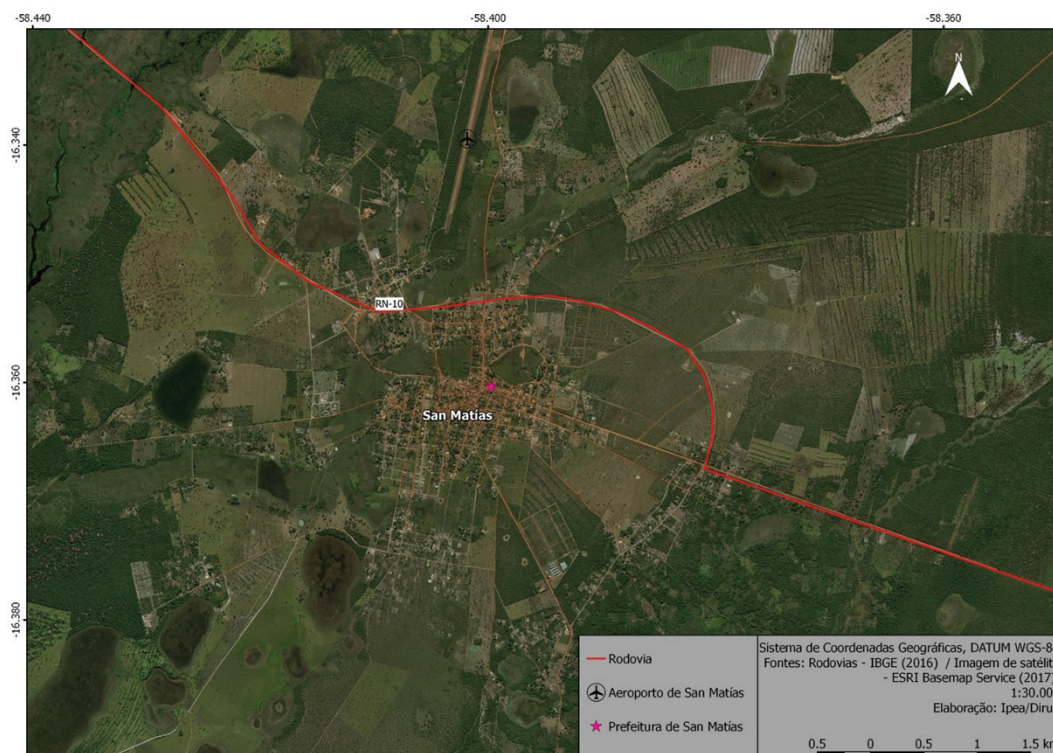 -58.440
-58.400
-58.360
N
-16.340
RN-10
-16.360
San Matías
-16.380
Rodovia
Aeroporto de San Matías
Prefeitura de San Matías
Sistema de Coordenadas Geográficas, DATUM WGS-8
Fontes: Rodovias - IBGE (2016) / Imagem de satélit
- ESRI Basemap Service (2017)
1:30.00
Elaboração: Ipea/Diru
0.5 0 0.5 1 1.5 k